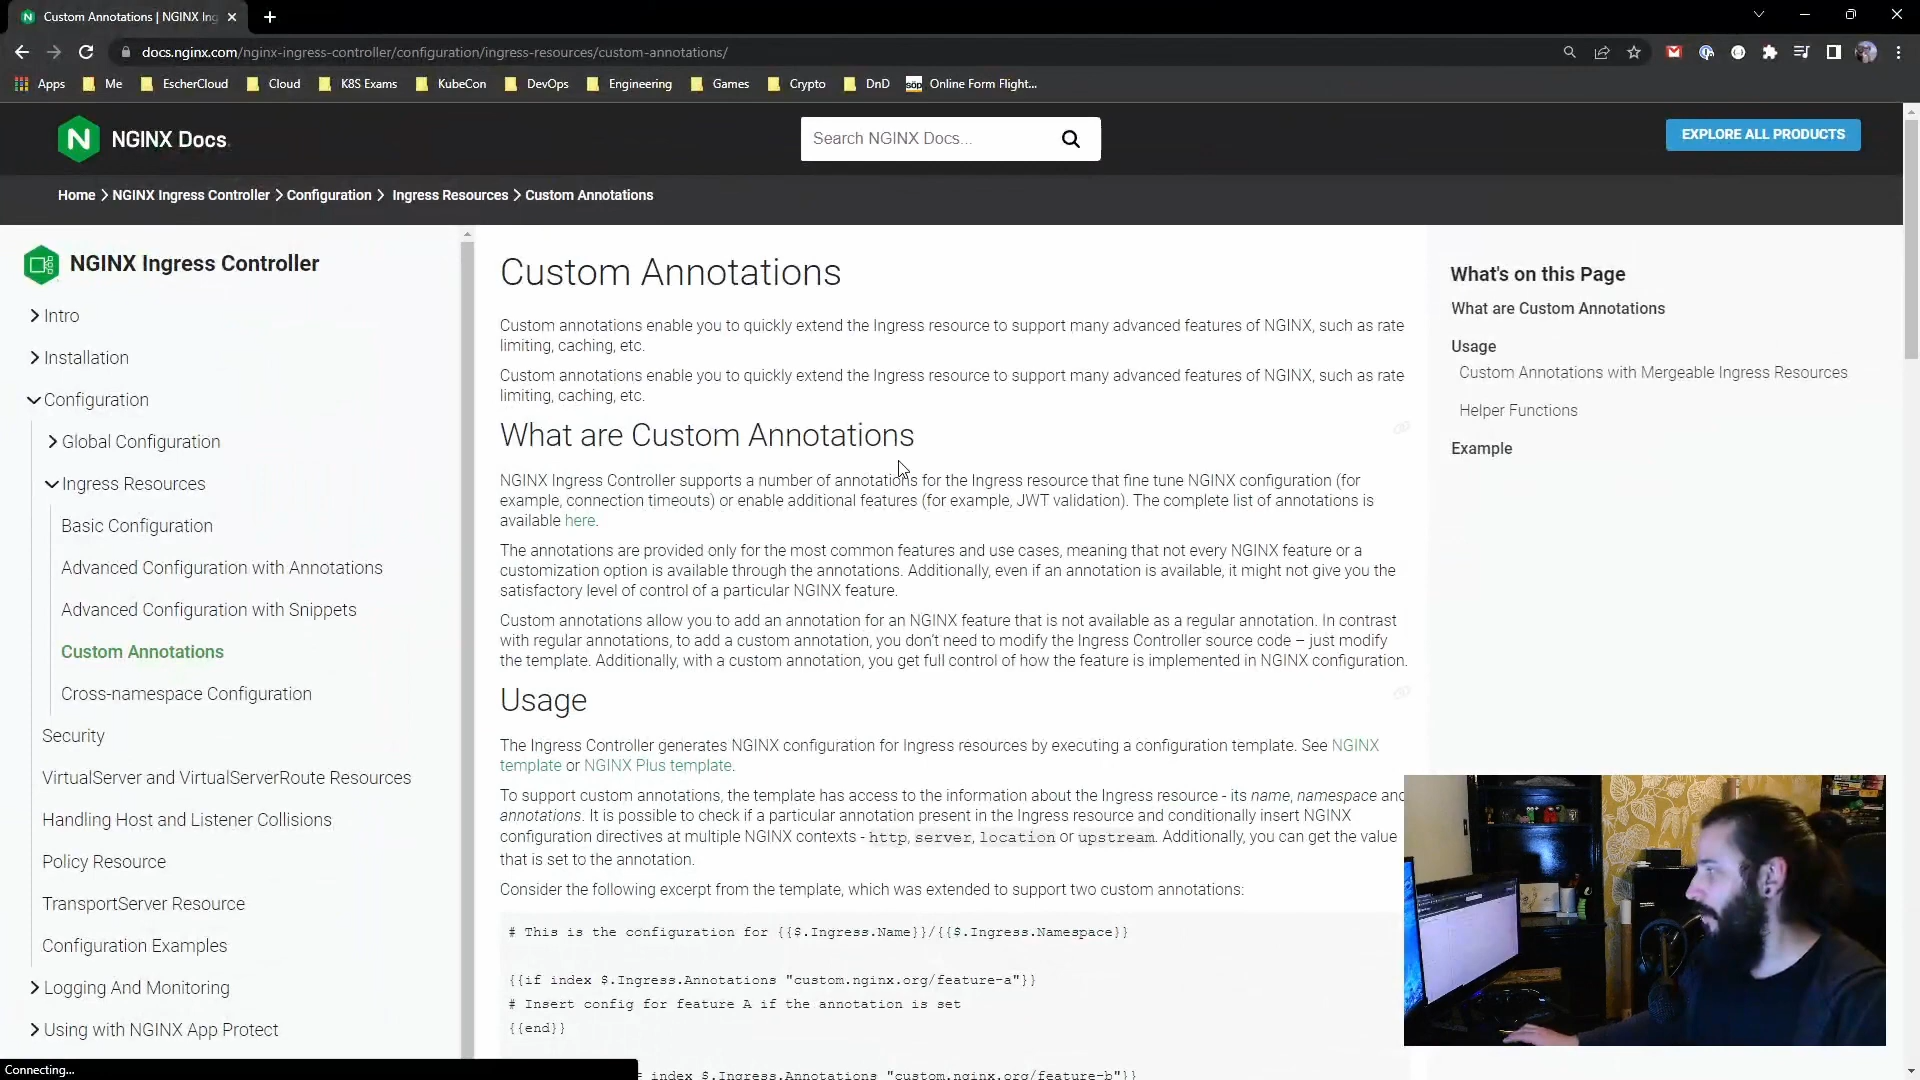 Custom Annotations | NGINX Ing
docs.nginx.com/nginx-ingress-controller/configuration/ingress-resources/custom-annotations/
Apps
Me
EscherCloud
Cloud
K8S Exams
KubeCon
DevOps
Engineering
Games
Crypto
DnD
söp
Online Form Flight...
N
NGINX Docs
Search NGINX Docs...
EXPLORE ALL PRODUCTS
Home > NGINX Ingress Controller > Configuration > Ingress Resources > Custom Annotations
NGINX Ingress Controller
Intro
Installation
Configuration
Global Configuration
Ingress Resources
Basic Configuration
Advanced Configuration with Annotations
Advanced Configuration with Snippets
Custom Annotations
Cross-namespace Configuration
Security
VirtualServer and VirtualServerRoute Resources
Handling Host and Listener Collisions
Policy Resource
TransportServer Resource
Configuration Examples
Logging And Monitoring
Using with NGINX App Protect
Connecting...
Custom Annotations
Custom annotations enable you to quickly extend the Ingress resource to support many advanced features of NGINX, such as rate
limiting, caching, etc.
Custom annotations enable you to quickly extend the Ingress resource to support many advanced features of NGINX, such as rate
limiting, caching, etc.
What are Custom Annotations
NGINX Ingress Controller supports a number of annotations for the Ingress resource that fine tune NGINX configuration (for
example, connection timeouts) or enable additional features (for example, JWT validation). The complete list of annotations is
available here.
The annotations are provided only for the most common features and use cases, meaning that not every NGINX feature or a
customization option is available through the annotations. Additionally, even if an annotation is available, it might not give you the
satisfactory level of control of a particular NGINX feature.
Custom annotations allow you to add an annotation for an NGINX feature that is not available as a regular annotation. In contrast
with regular annotations, to add a custom annotation, you don't need to modify the Ingress Controller source code – just modify
the template. Additionally, with a custom annotation, you get full control of how the feature is implemented in NGINX configuration.
Usage
The Ingress Controller generates NGINX configuration for Ingress resources by executing a configuration template. See NGINX
template or NGINX Plus template.
To support custom annotations, the template has access to the information about the Ingress resource - its name, namespace and
annotations. It is possible to check if a particular annotation present in the Ingress resource and conditionally insert NGINX
configuration directives at multiple NGINX contexts - http, server, location or upstream. Additionally, you can get the value
that is set to the annotation.
Consider the following excerpt from the template, which was extended to support two custom annotations:
# This is the configuration for {{$.Ingress.Name}}/{{$.Ingress.Namespace}}
{{if index $.Ingress.Annotations "custom.nginx.org/feature-a"}}
# Insert config for feature A if the annotation is set
{{end}}
= index $.Ingress.Annotations "custom.nginx.org/feature-b"}}
What's on this Page
What are Custom Annotations
Usage
Custom Annotations with Mergeable Ingress Resources
Helper Functions
Example